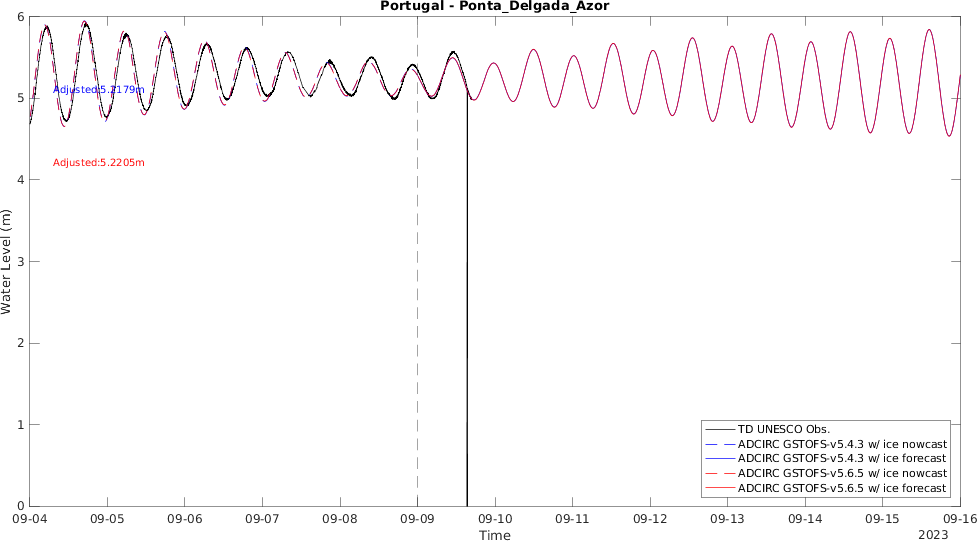 Portugal - Ponta_Delgada_Azor
6
5
4
3
2
1
0
Water Level (m)
Adjusted:5.2179m
Adjusted:5.2205m
TD UNESCO Obs.
ADCIRC GSTOFS-v5.4.3 w/ ice nowcast
ADCIRC GSTOFS-v5.4.3 w/ ice forecast
ADCIRC GSTOFS-v5.6.5 w/ ice nowcast
ADCIRC GSTOFS-v5.6.5 w/ ice forecast
09-04 09-05 09-06 09-07 09-08 09-09 09-10 09-11 09-12 09-13 09-14 09-15 09-16
Time
2023